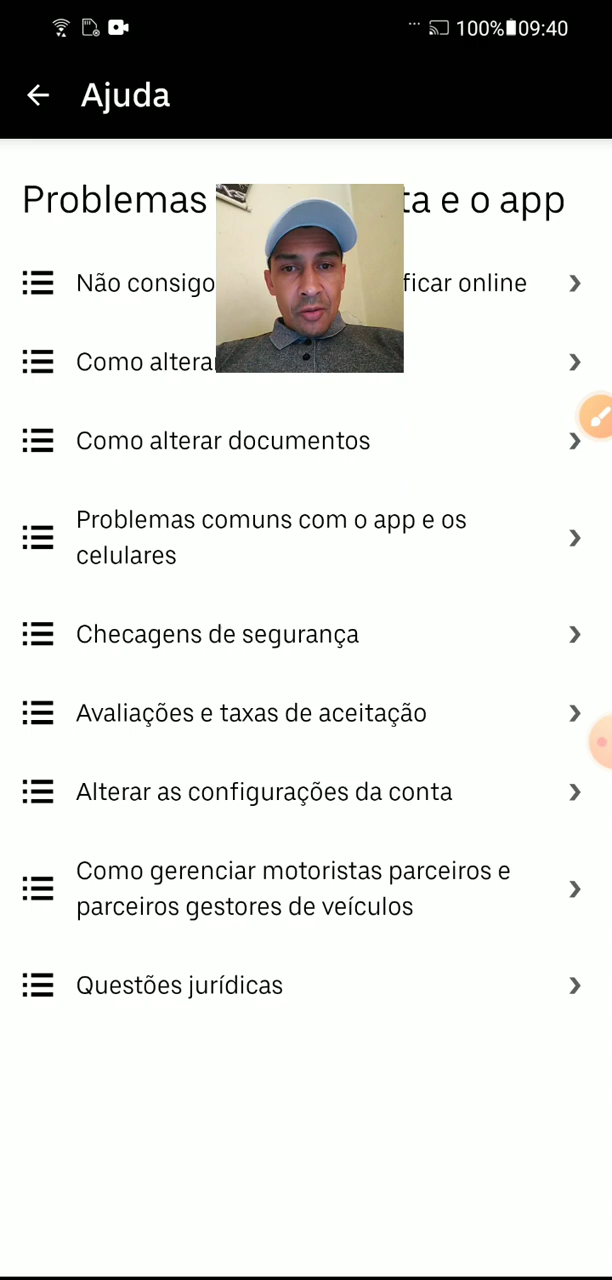 100% 09:40
Ajuda
Problemas ta e o app
Não consigo ficar online
Como altera
Como alterar documentos
Problemas comuns com o app e os
celulares
Checagens de segurança
Avaliações e taxas de aceitação
Alterar as configurações da conta
Como gerenciar motoristas parceiros e
parceiros gestores de veículos
Questões jurídicas